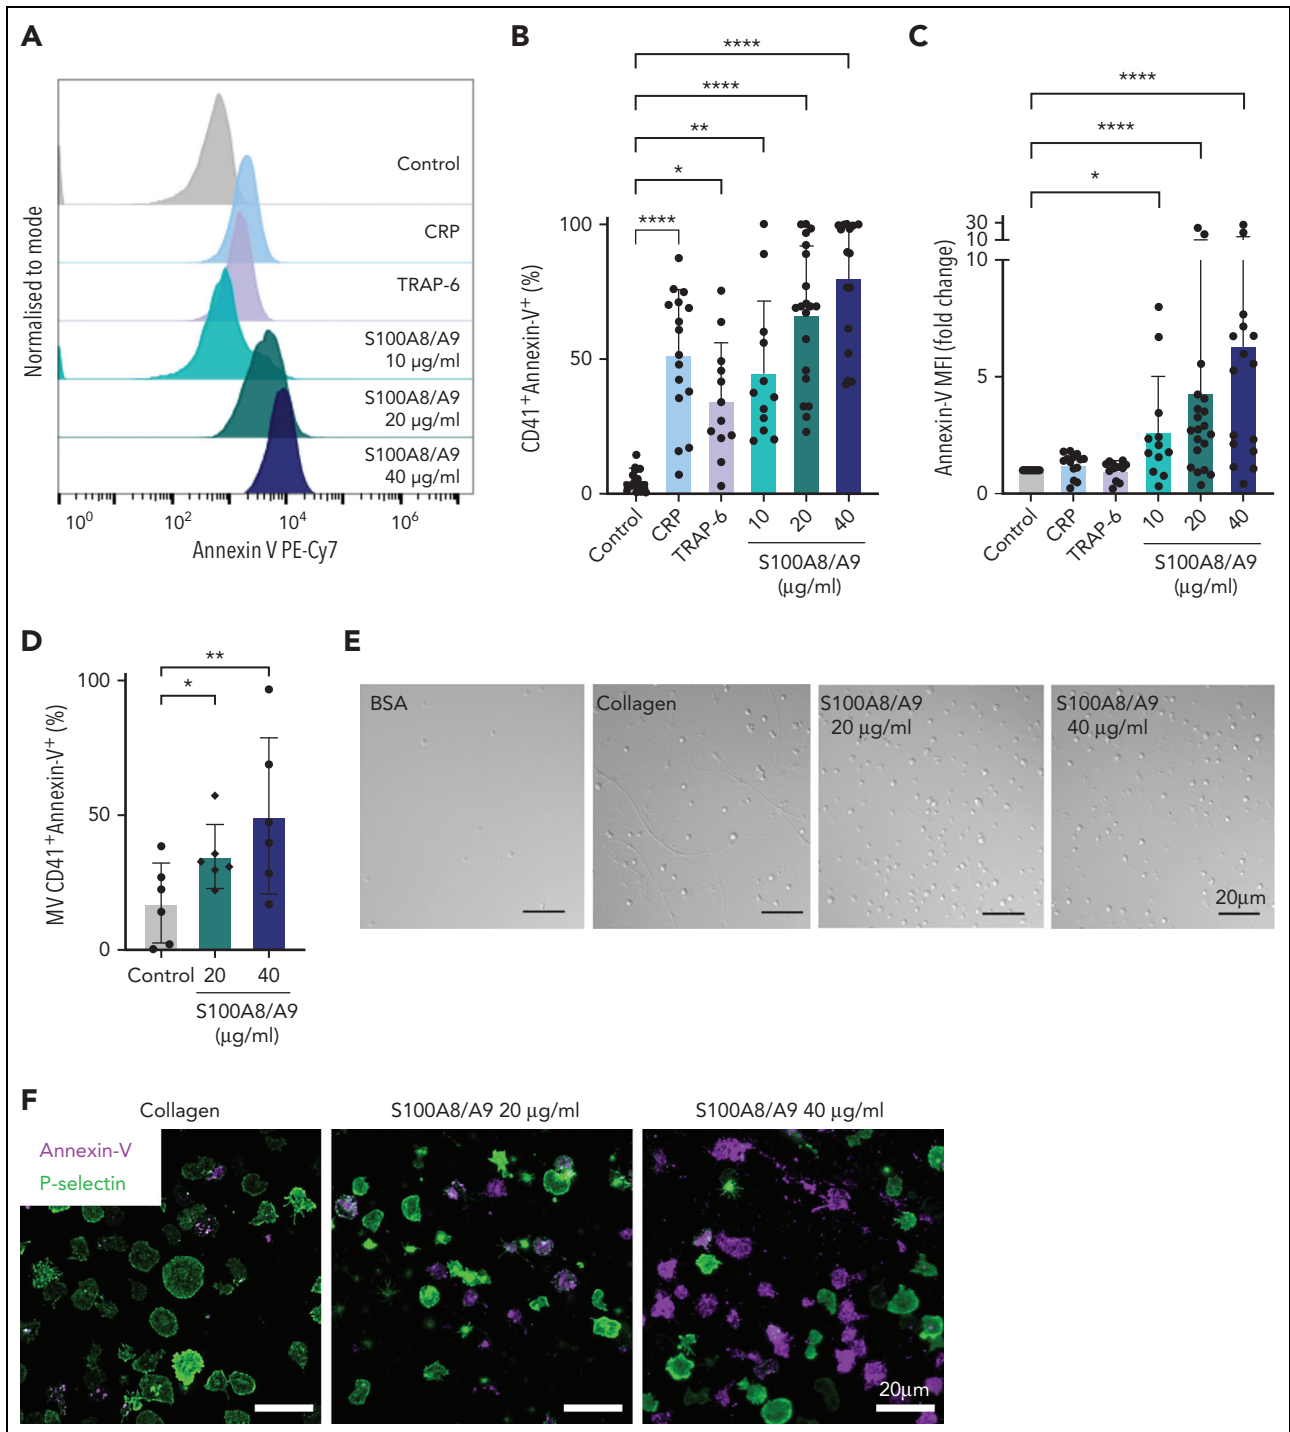 A
Normalised to mode
Control
CRP
TRAP-6
S100A8/A9
10 µg/ml
S100A8/A9
20 µg/ml
S100A8/A9
40 µg/ml
10⁰ 10² 10⁴ 10⁶
Annexin V PE-Cy7
B
****
****
**
*
****
CD41⁺Annexin-V⁺ (%)
100
50
0
Control CRP TRAP-6 10 20 40
S100A8/A9
(µg/ml)
C
****
****
*
Annexin-V MFI (fold change)
30
10
10
5
0
Control CRP TRAP-6 10 20 40
S100A8/A9
(µg/ml)
D
**
*
MV CD41⁺Annexin-V⁺ (%)
100
50
0
Control 20 40
S100A8/A9
(µg/ml)
E
BSA
Collagen
S100A8/A9
20 µg/ml
S100A8/A9
40 µg/ml
20µm
F
Collagen
S100A8/A9 20 µg/ml
S100A8/A9 40 µg/ml
Annexin-V
P-selectin
20µm